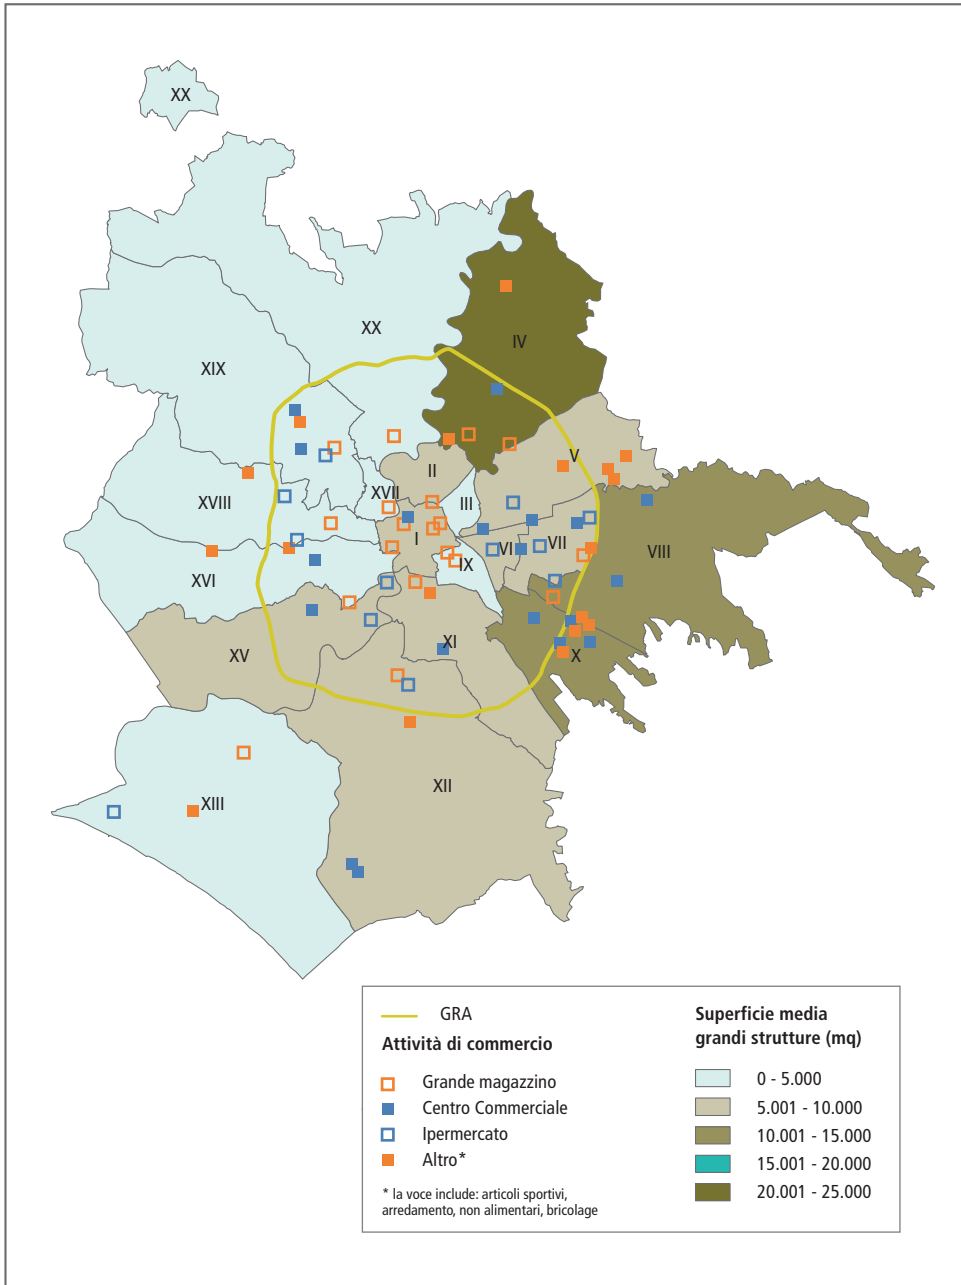 XX
XX
IV
XIX
V
II
XVII
III
XVIII
I
VI
VII
VIII
IX
XVI
XI
XV
X
XII
XIII
GRA
Attività di commercio
Grande magazzino
Centro Commerciale
Ipermercato
Altro*
* la voce include: articoli sportivi,
arredamento, non alimentari, bricolage
Superficie media
grandi strutture (mq)
0 - 5.000
5.001 - 10.000
10.001 - 15.000
15.001 - 20.000
20.001 - 25.000